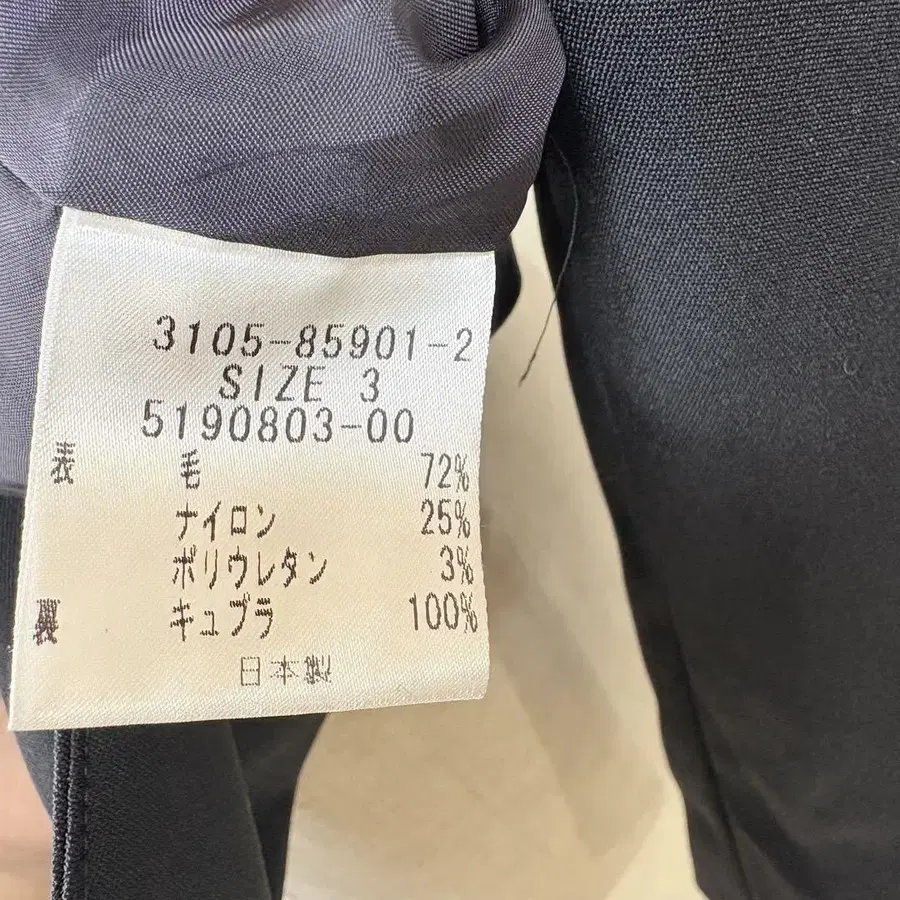 3105-85901-2
SIZE 3
5190803-00
表 毛 72%
ナイロン 25%
ポリウレタン 3%
裏 キュプラ 100%
日本製